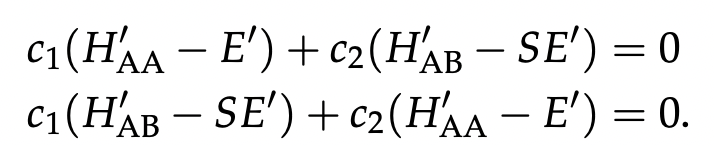 c₁(H′_AA − E′) + c₂(H′_AB − SE′) = 0
c₁(H′_AB − SE′) + c₂(H′_AA − E′) = 0.